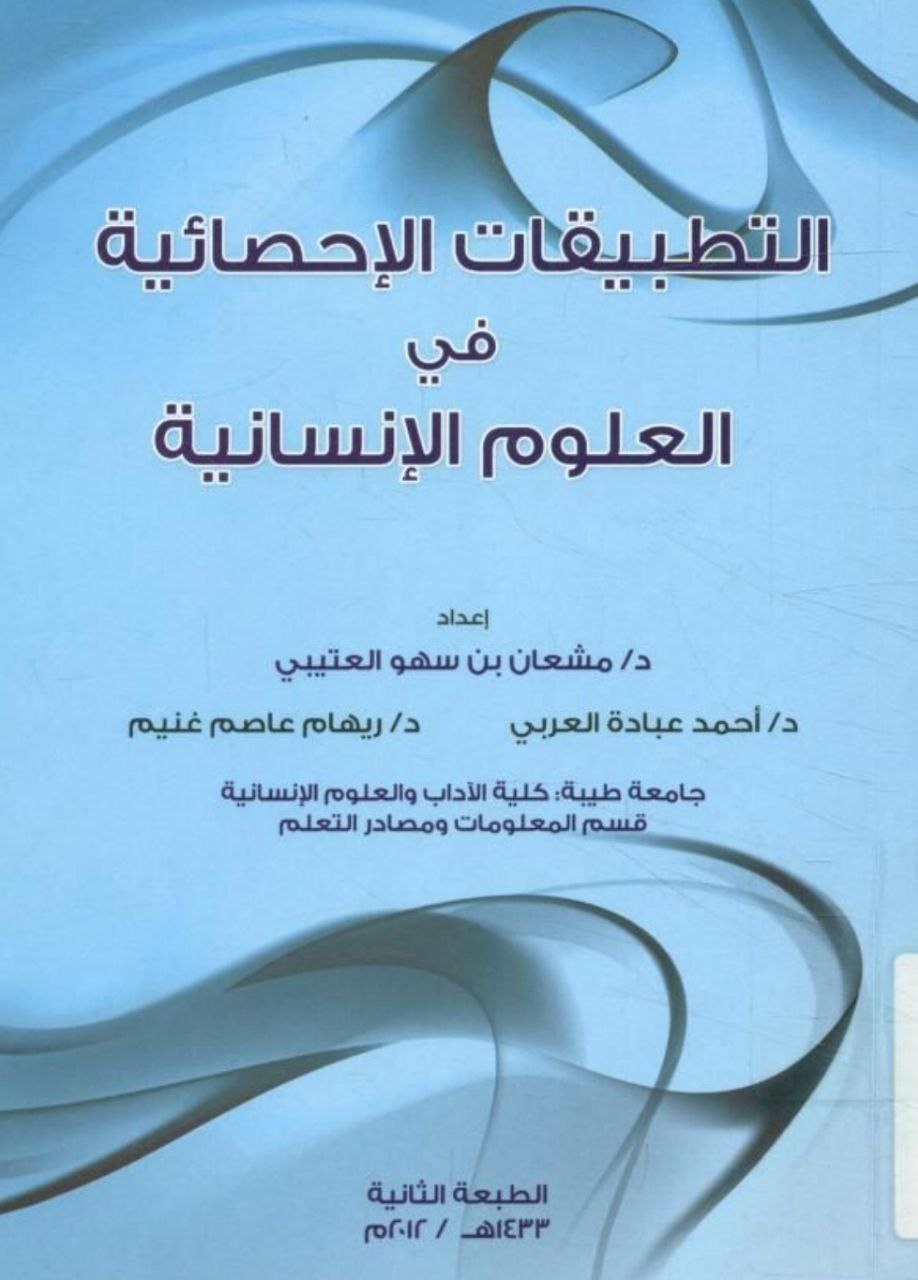 التطبيقات الإحصائية
في
العلوم الإنسانية
إعداد
د/ مشعان بن سهو العتيبي
د/ أحمد عبادة العربي د/ ريهام عاصم غنيم
جامعة طيبة: كلية الآداب والعلوم الإنسانية
قسم المعلومات ومصادر التعلم
الطبعة الثانية
١٤٣٣هـ / ٢٠١٢م